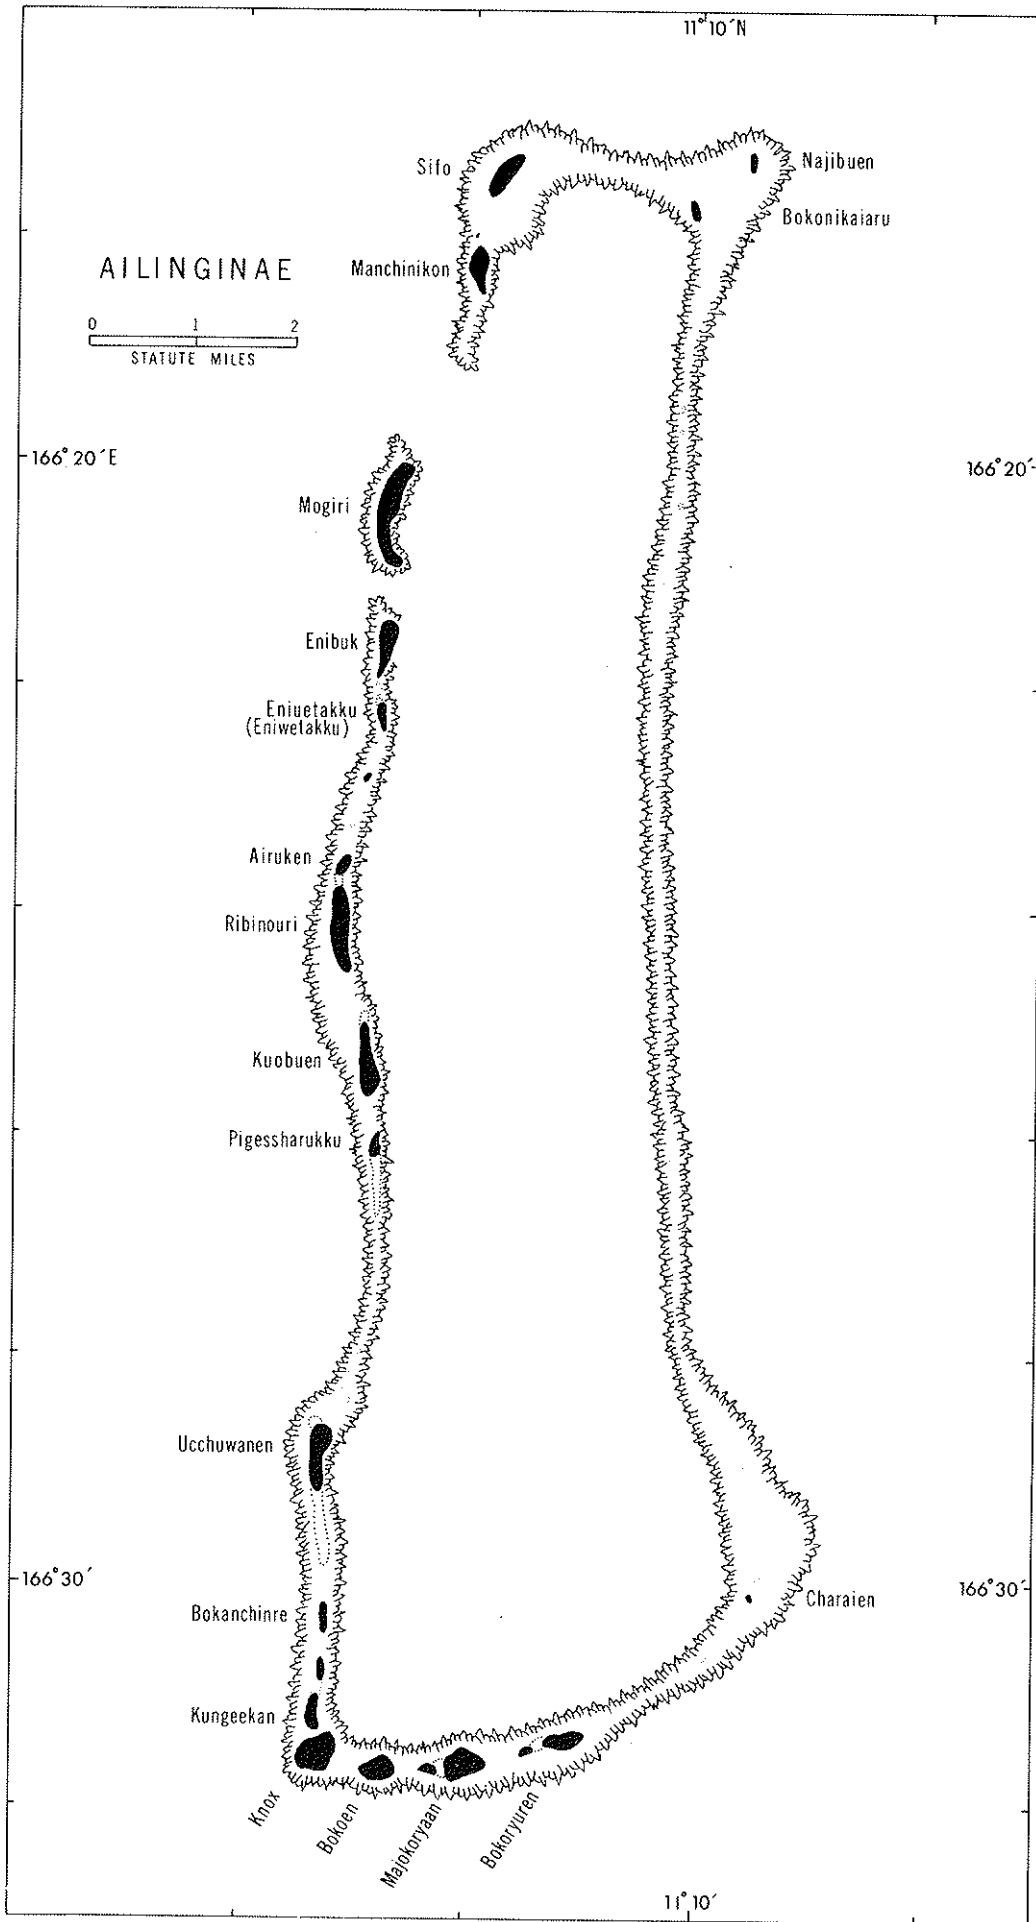 11°10'N
Sifo
Najibuen
Bokonikaiaru
AILINGINAE
Manchinikon
0 1 2
STATUTE MILES
166°20'E
166°20'
Mogiri
Enibuk
Eniuetakku
(Eniwetakku)
Airuken
Ribinouri
Kuobuen
Pigessharukku
Ucchuwanen
166°30'
166°30'
Bokanchinre
Charaien
Kungeekan
Knox
Bokoen
Majokoryaan
Bokoryuren
11°10'